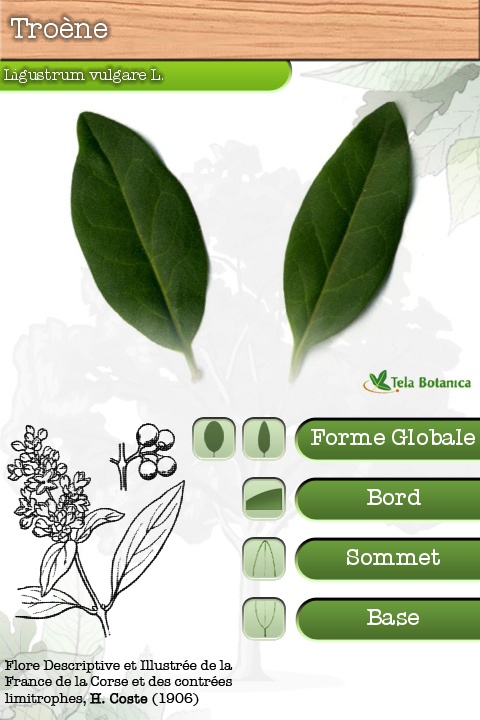 Troène
Ligustrum vulgare L.
Tela Botanica
Forme Globale
Bord
Sommet
Base
Flore Descriptive et Illustrée de la
France de la Corse et des contrées
limitrophes, H. Coste (1906)